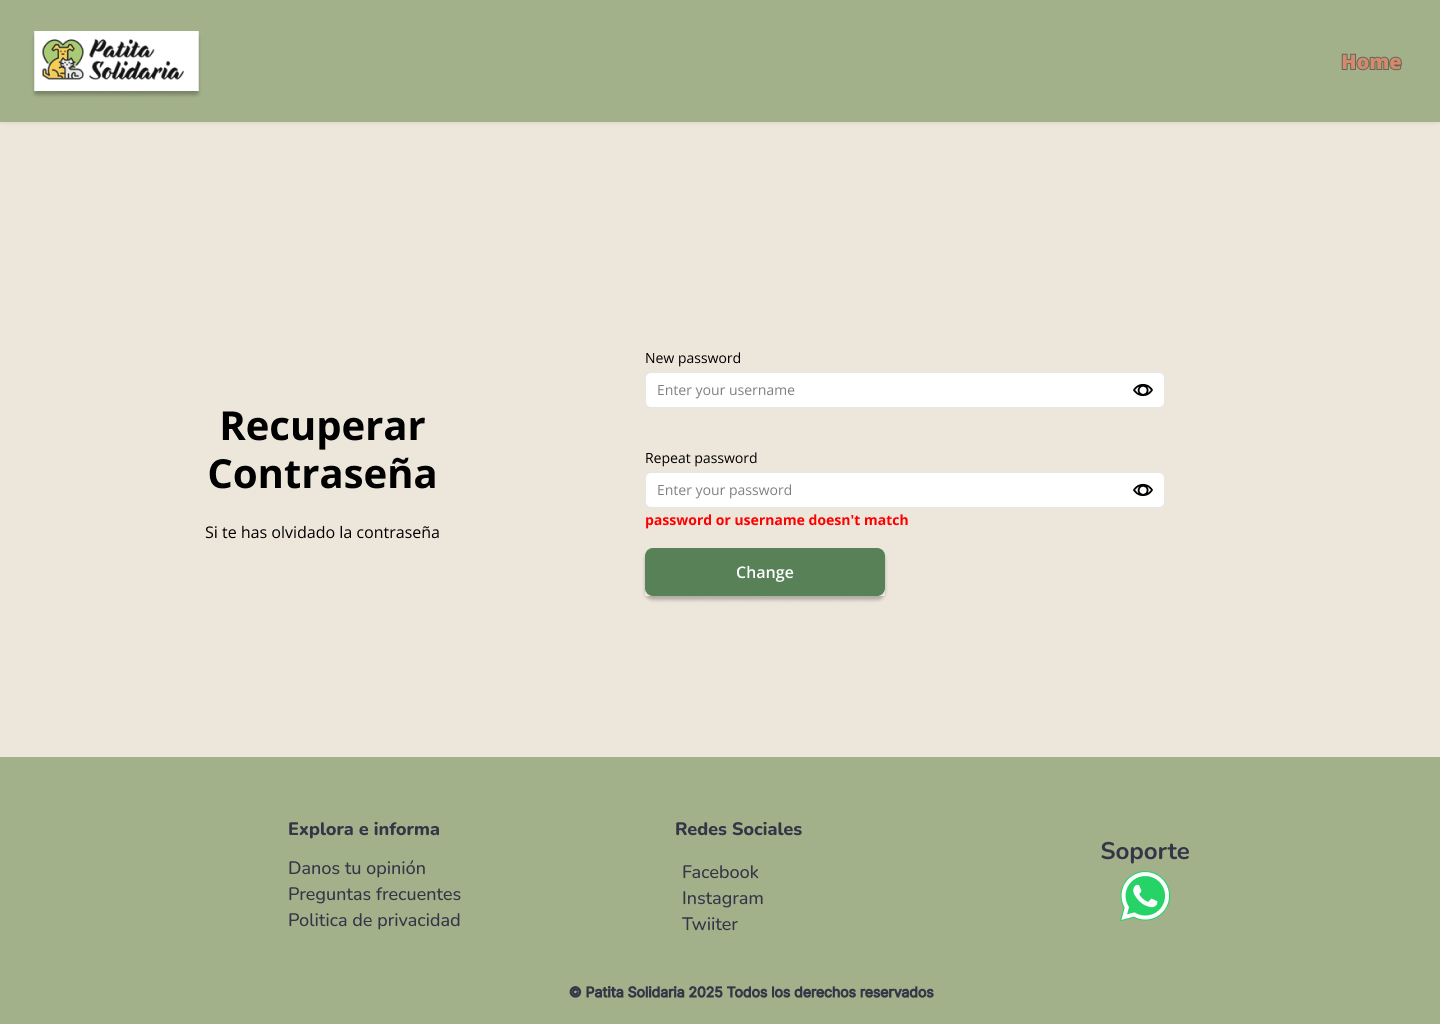 Patita
Solidaria
Home
Recuperar
Contraseña
Si te has olvidado la contraseña
New password
Enter your username
Repeat password
Enter your password
password or username doesn't match
Change
Explora e informa
Danos tu opinión
Preguntas frecuentes
Politica de privacidad
Redes Sociales
Facebook
Instagram
Twiiter
Soporte
© Patita Solidaria 2025 Todos los derechos reservados